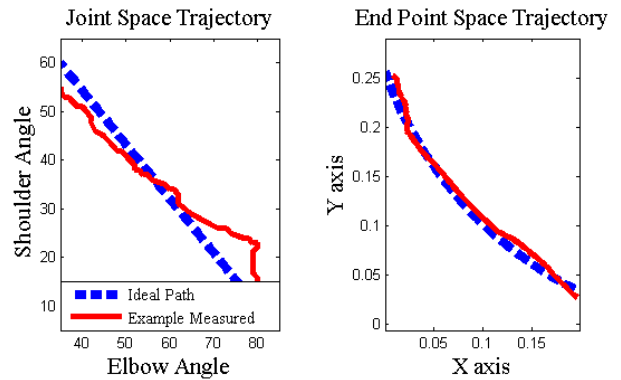 Joint Space Trajectory
End Point Space Trajectory
Shoulder Angle
60
50
40
30
20
10
Ideal Path
Example Measured
40 50 60 70 80
Elbow Angle
Y axis
0.25
0.2
0.15
0.1
0.05
0
0.05 0.1 0.15
X axis